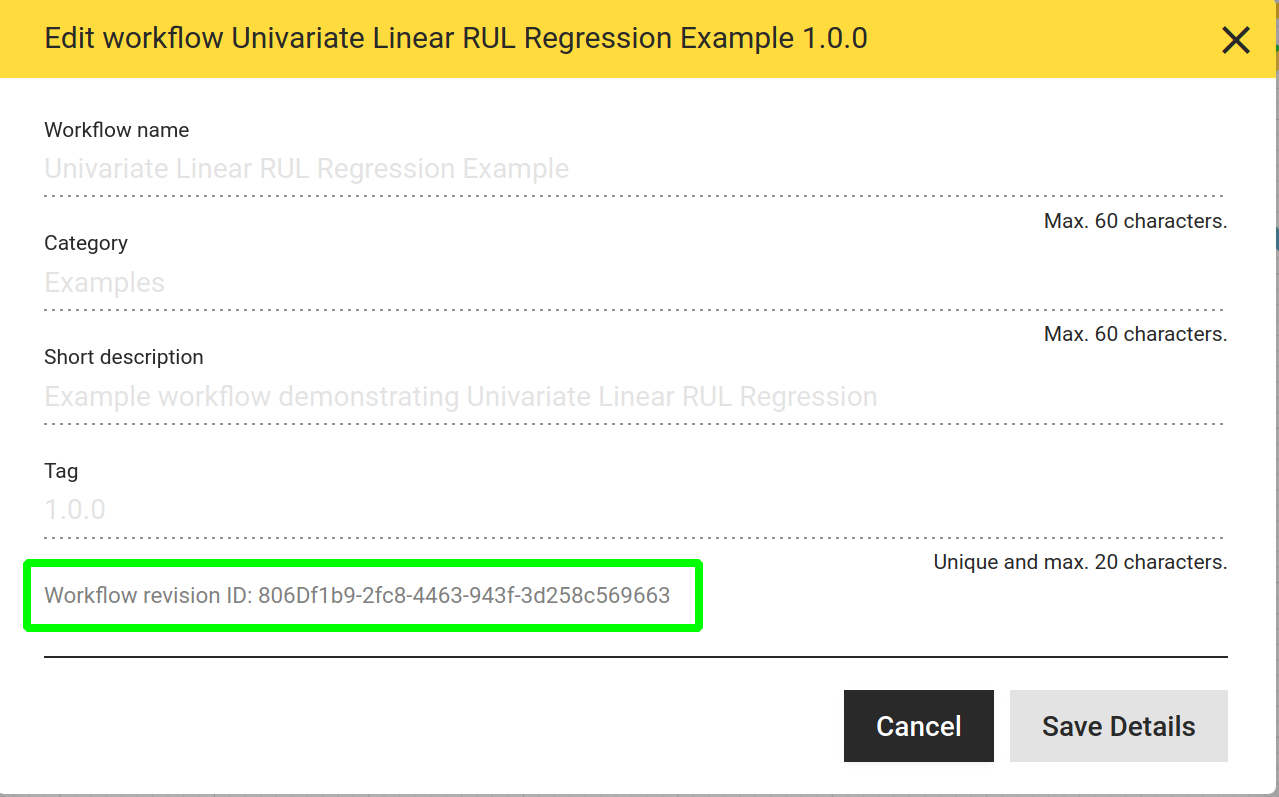 Edit workflow Univariate Linear RUL Regression Example 1.0.0
Workflow name
Univariate Linear RUL Regression Example
Max. 60 characters.
Category
Examples
Max. 60 characters.
Short description
Example workflow demonstrating Univariate Linear RUL Regression
Tag
1.0.0
Unique and max. 20 characters.
Workflow revision ID: 806Df1b9-2fc8-4463-943f-3d258c569663
Cancel
Save Details